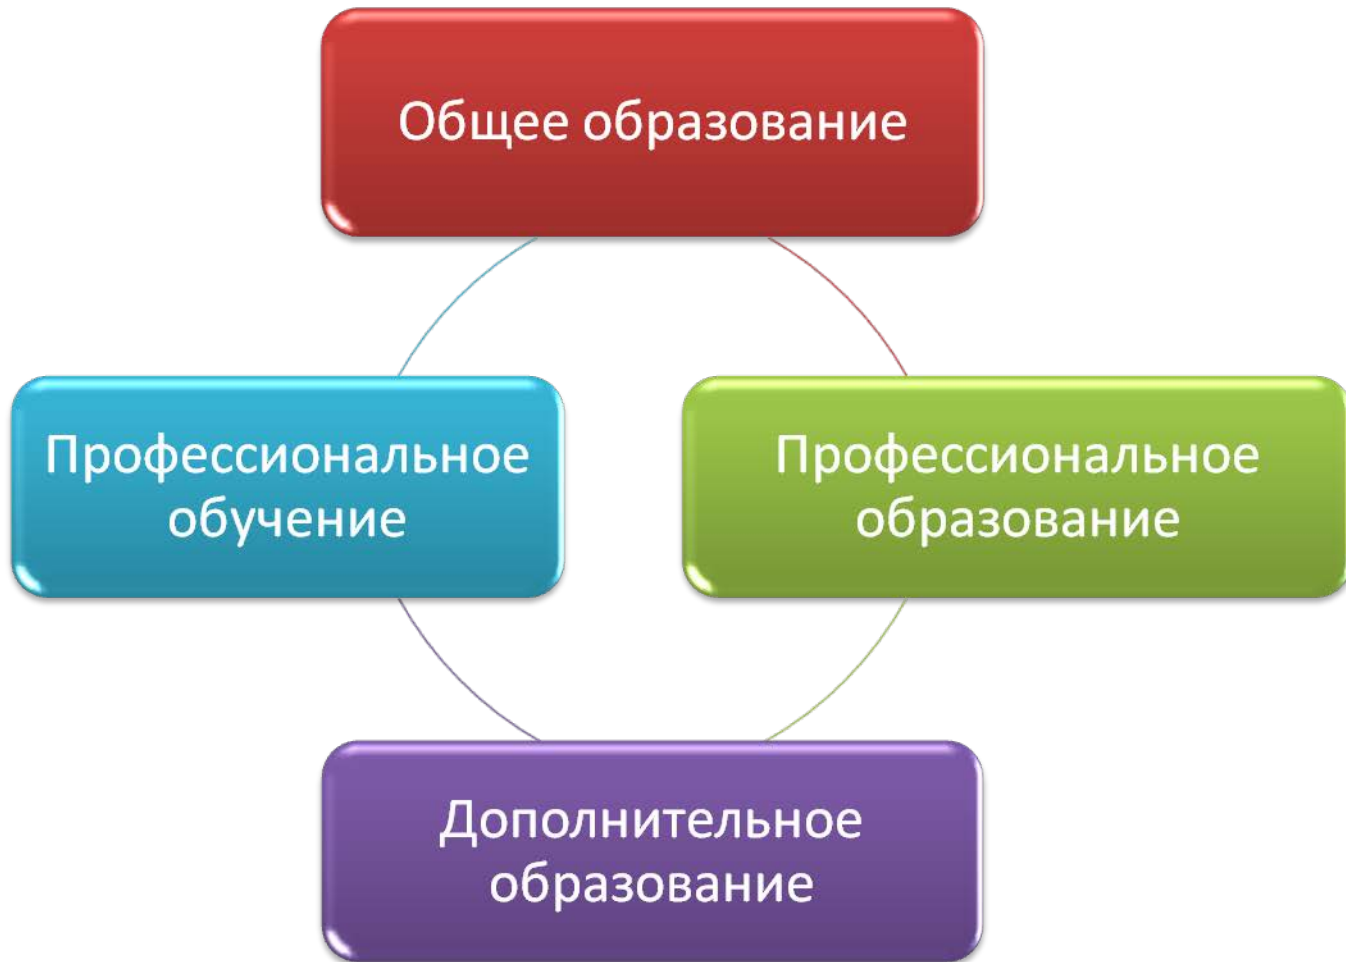 Общее образование
Профессиональное
обучение
Профессиональное
образование
Дополнительное
образование